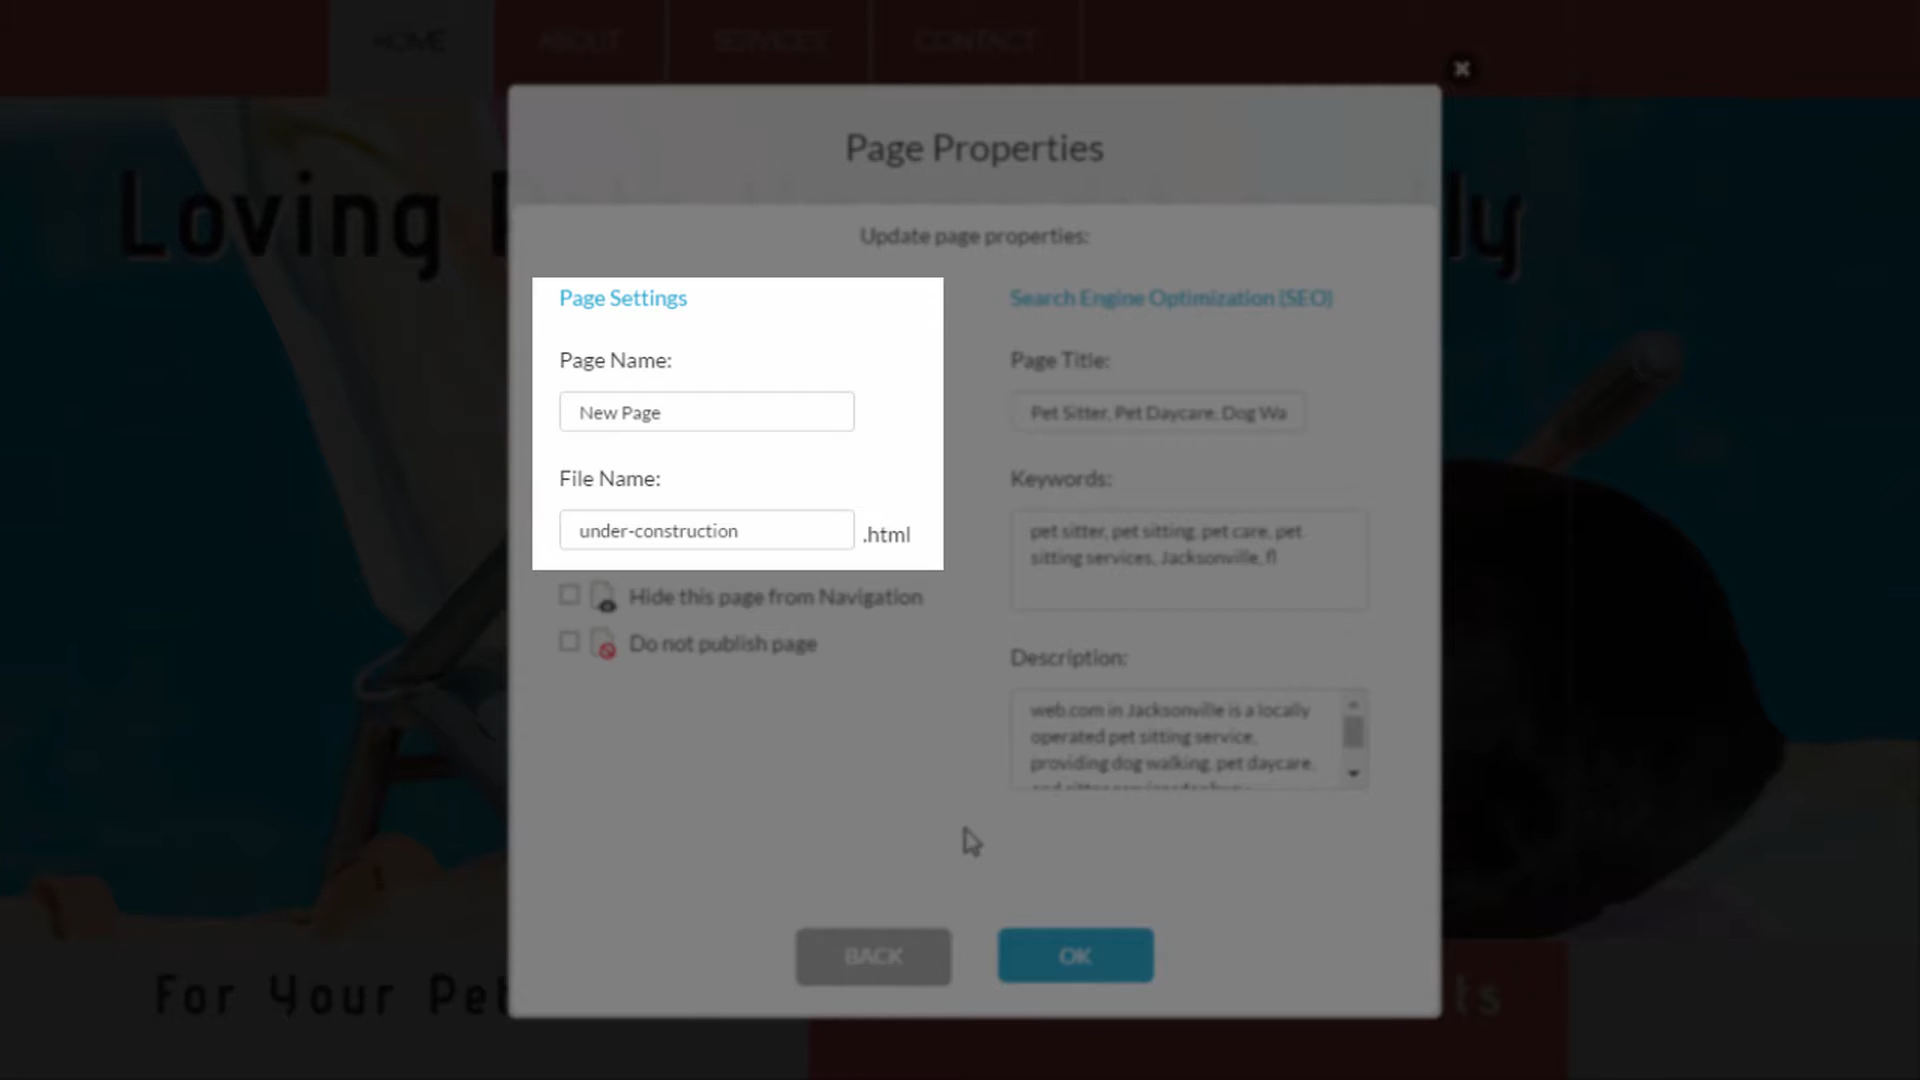 HOME
ABOUT
SERVICES
CONTACT
Loving
ly
Page Properties
Update page properties:
Page Settings
Page Name:
New Page
File Name:
under-construction
.html
Hide this page from Navigation
Do not publish page
Search Engine Optimization (SEO)
Page Title:
Pet Sitter, Pet Daycare, Dog Wa
Keywords:
pet sitter, pet sitting, pet care, pet
sitting services, Jacksonville, fl
Description:
web.com in Jacksonville is a locally
operated pet sitting service,
providing dog walking, pet daycare,
BACK
OK
For Your Pet
ts